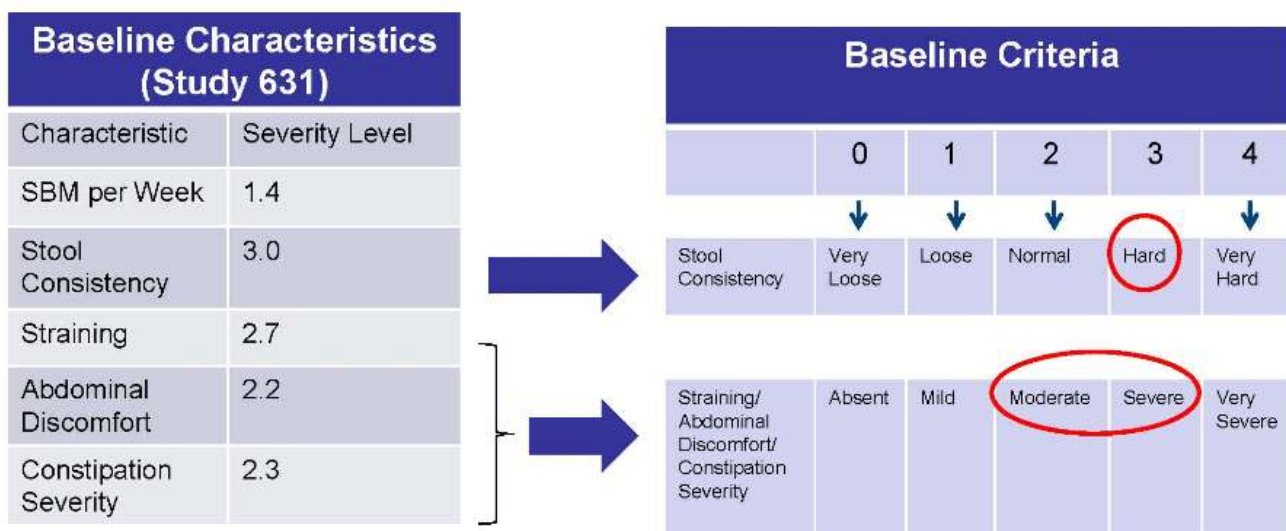 Baseline Characteristics
(Study 631)
Characteristic Severity Level
SBM per Week 1.4
Stool
Consistency 3.0
Straining 2.7
Abdominal
Discomfort 2.2
Constipation
Severity 2.3
Baseline Criteria
0 1 2 3 4
Stool
Consistency
Very
Loose
Loose
Normal
Hard
Very
Hard
Straining/
Abdominal
Discomfort/
Constipation
Severity
Absent
Mild
Moderate
Severe
Very
Severe